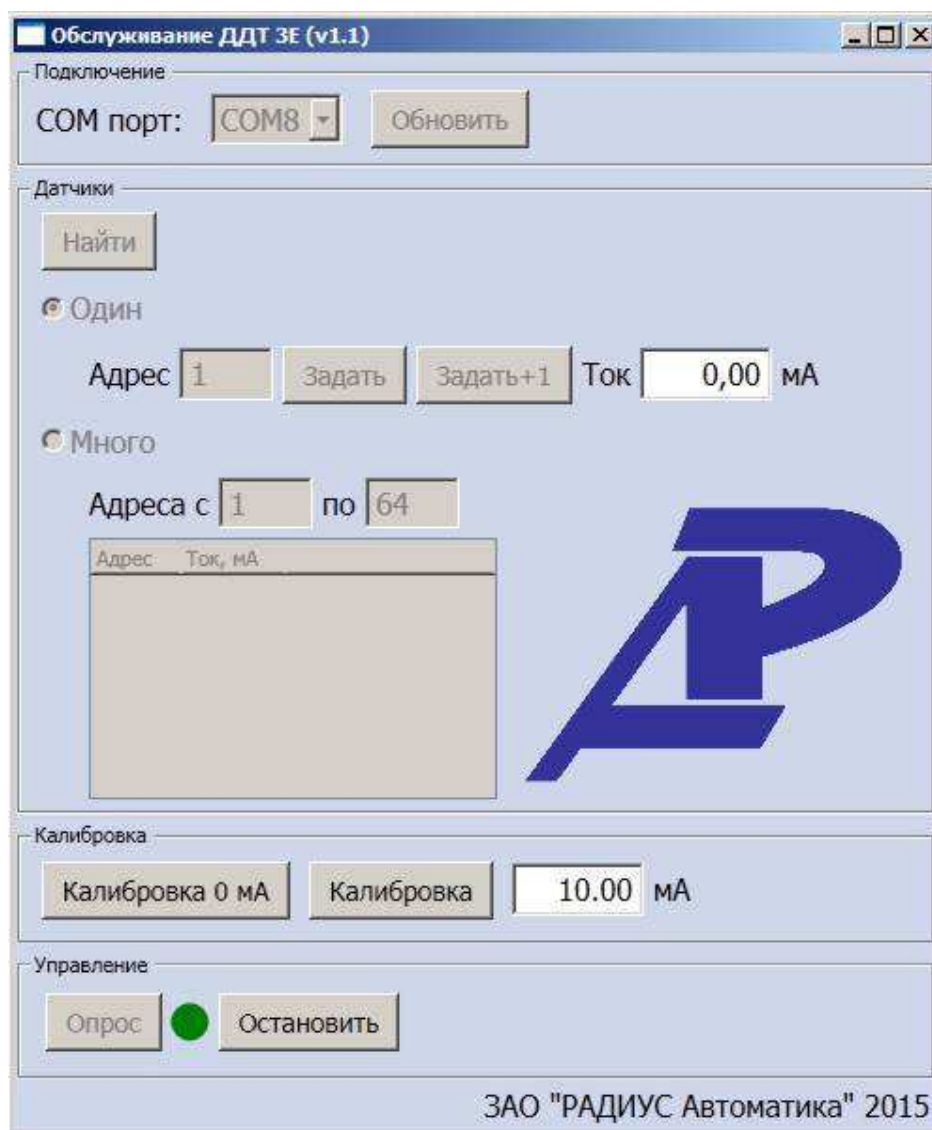 Обслуживание ДДТ 3Е (v1.1)
Подключение
COM порт: COM8 Обновить
Датчики
Найти
Один
Адрес 1 Задать Задать+1 Ток 0,00 мА
Много
Адреса с 1 по 64
Адрес Ток, мА
Калибровка
Калибровка 0 мА Калибровка 10.00 мА
Управление
Опрос Остановить
ЗАО "РАДИУС Автоматика" 2015